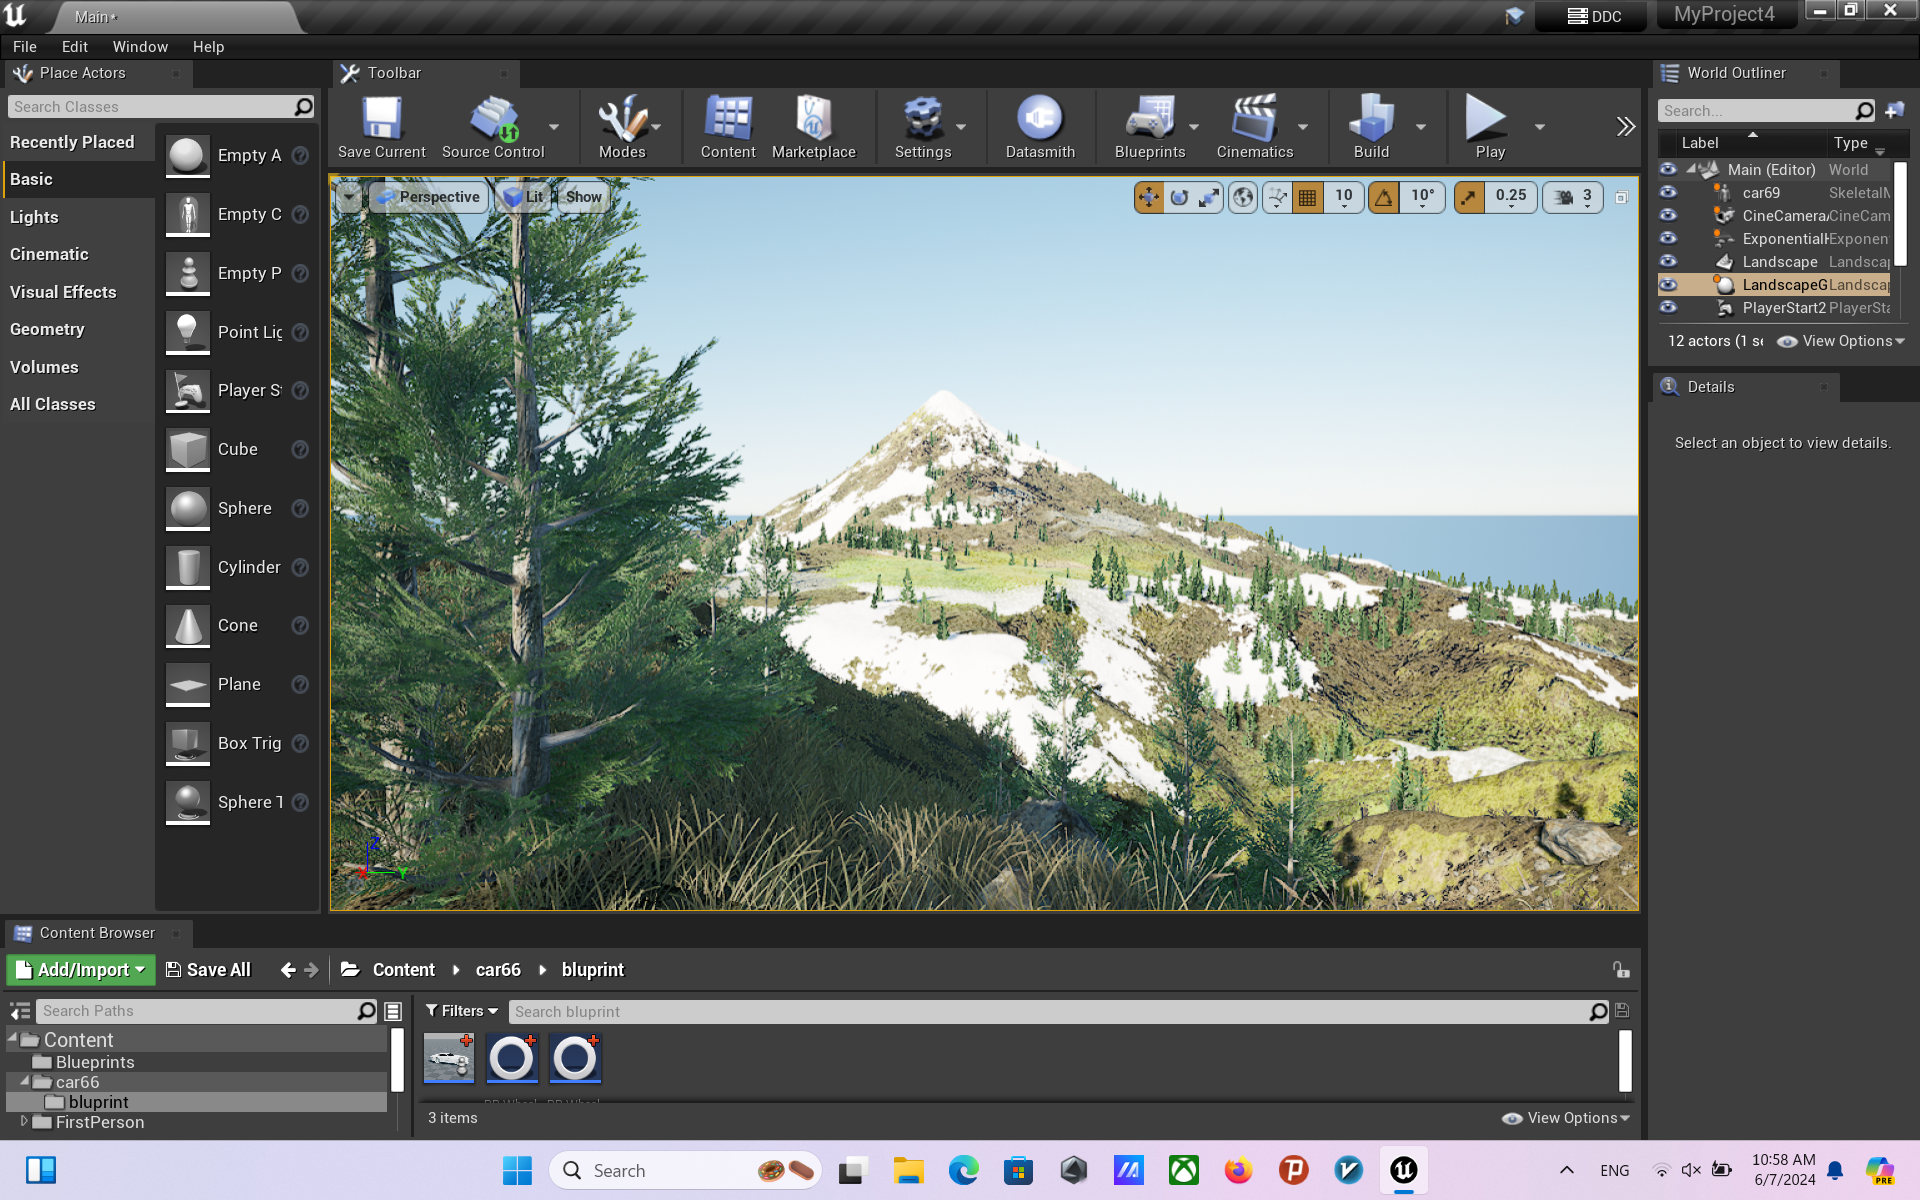 Main*
DDC
MyProject4
File Edit Window Help
Place Actors
Search Classes
Recently Placed
Basic
Lights
Cinematic
Visual Effects
Geometry
Volumes
All Classes
Empty A
Empty C
Empty P
Point Lig
Player St
Cube
Sphere
Cylinder
Cone
Plane
Box Trig
Sphere T
Toolbar
Save Current Source Control Modes Content Marketplace Settings Datasmith Blueprints Cinematics Build Play
Perspective Lit Show
10 10° 0.25 3
Z
X Y
World Outliner
Search...
Label Type
Main (Editor) World
car69 SkeletalM
CineCameraA CineCam
ExponentialH Exponent
Landscape Landscap
LandscapeG Landscap
PlayerStart2 PlayerSta
12 actors (1 se View Options
Details
Select an object to view details.
Content Browser
Add/Import Save All Content car66 bluprint
Search Paths
Content
Blueprints
car66
bluprint
FirstPerson
Filters Search bluprint
3 items View Options
Search
ENG
10:58 AM
6/7/2024
PRE